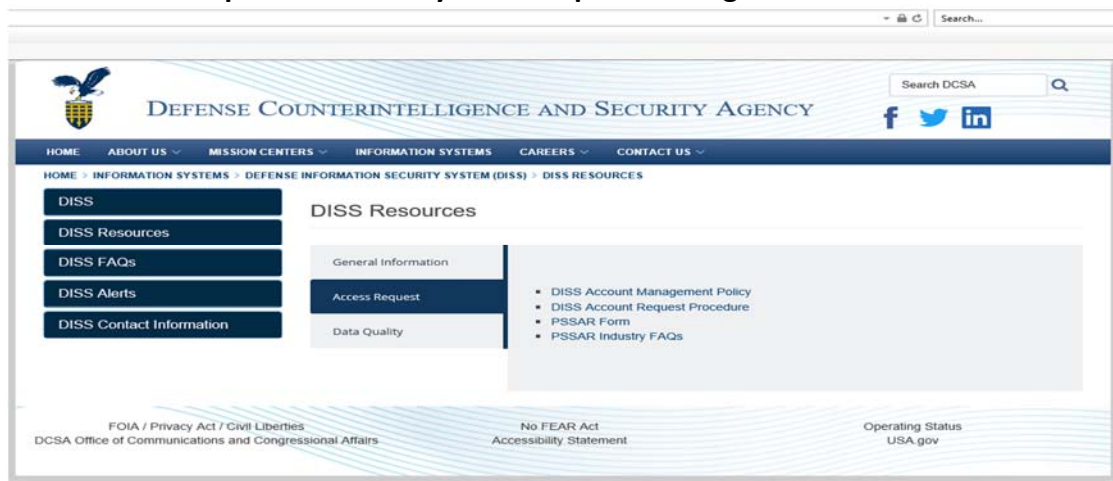 Search...
Search DCSA
DEFENSE COUNTERINTELLIGENCE AND SECURITY AGENCY
HOME ABOUT US MISSION CENTERS INFORMATION SYSTEMS CAREERS CONTACT US
HOME > INFORMATION SYSTEMS > DEFENSE INFORMATION SECURITY SYSTEM (DISS) > DISS RESOURCES
DISS
DISS Resources
DISS FAQs
DISS Alerts
DISS Contact Information
DISS Resources
General Information
Access Request
Data Quality
DISS Account Management Policy
DISS Account Request Procedure
PSSAR Form
PSSAR Industry FAQs
FOIA / Privacy Act / Civil Liberties No FEAR Act Operating Status
DCSA Office of Communications and Congressional Affairs Accessibility Statement USA.gov